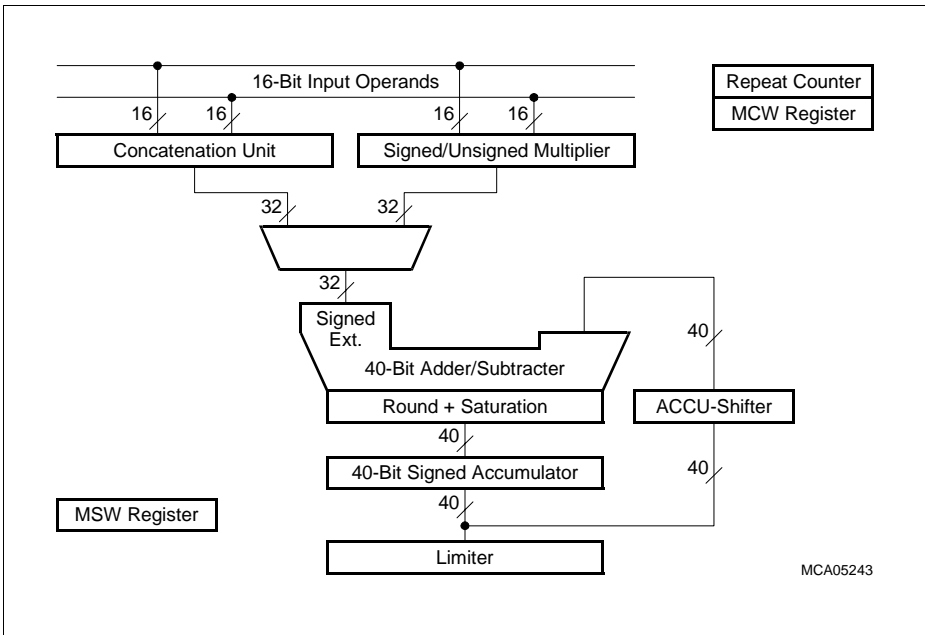 16-Bit Input Operands
Repeat Counter
MCW Register
16
16
16
16
Concatenation Unit
Signed/Unsigned Multiplier
32
32
32
Signed
Ext.
40
40-Bit Adder/Subtracter
Round + Saturation
ACCU-Shifter
40
40-Bit Signed Accumulator
40
40
MSW Register
Limiter
MCA05243